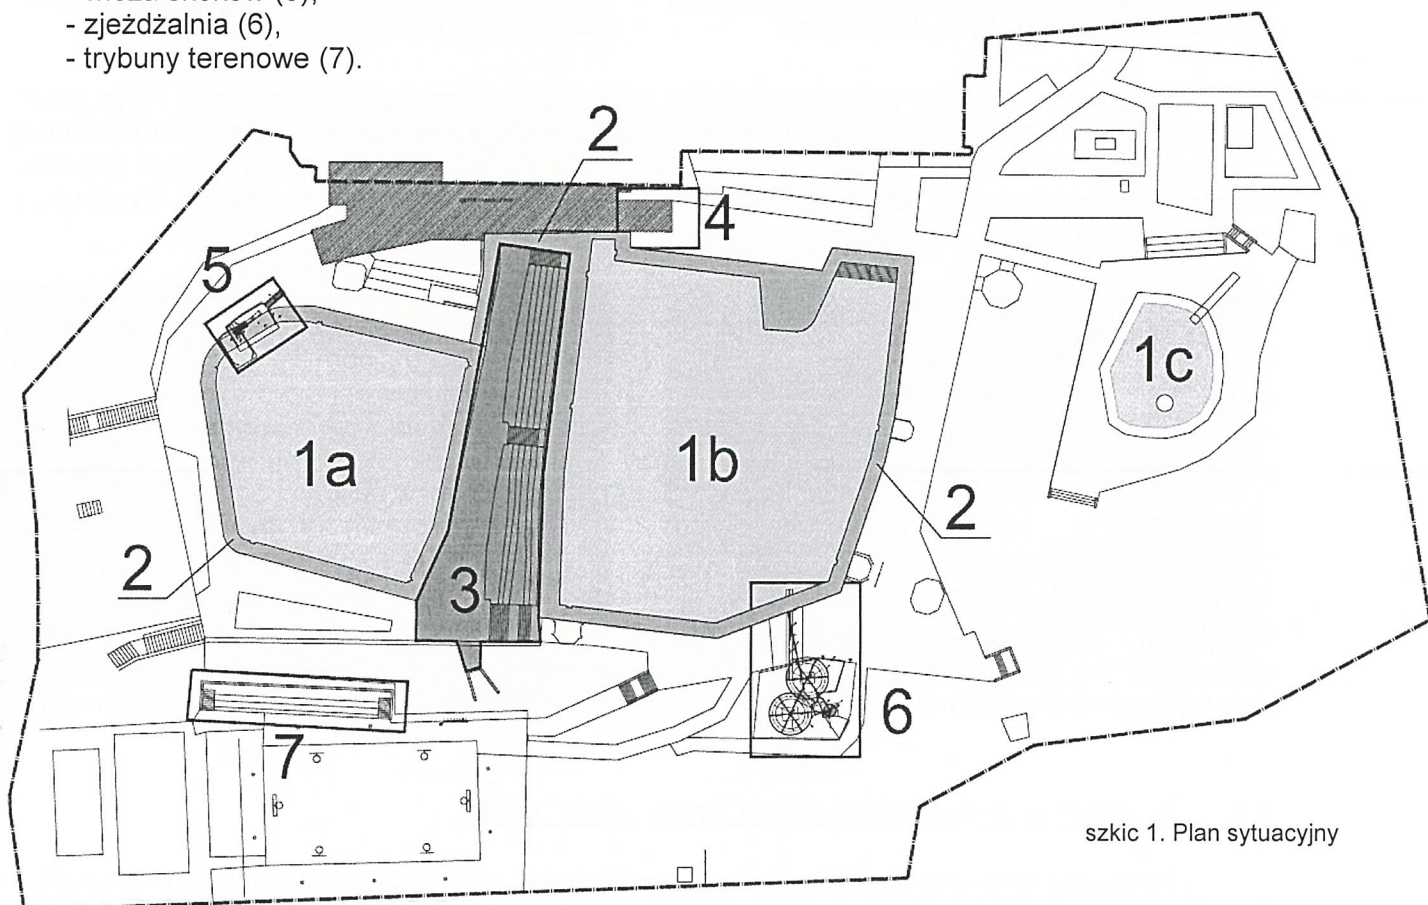 - zjeżdżalnia (6),
- trybuny terenowe (7).
2
4
5
1c
1a
1b
2
2
3
6
7
szkic 1. Plan sytuacyjny